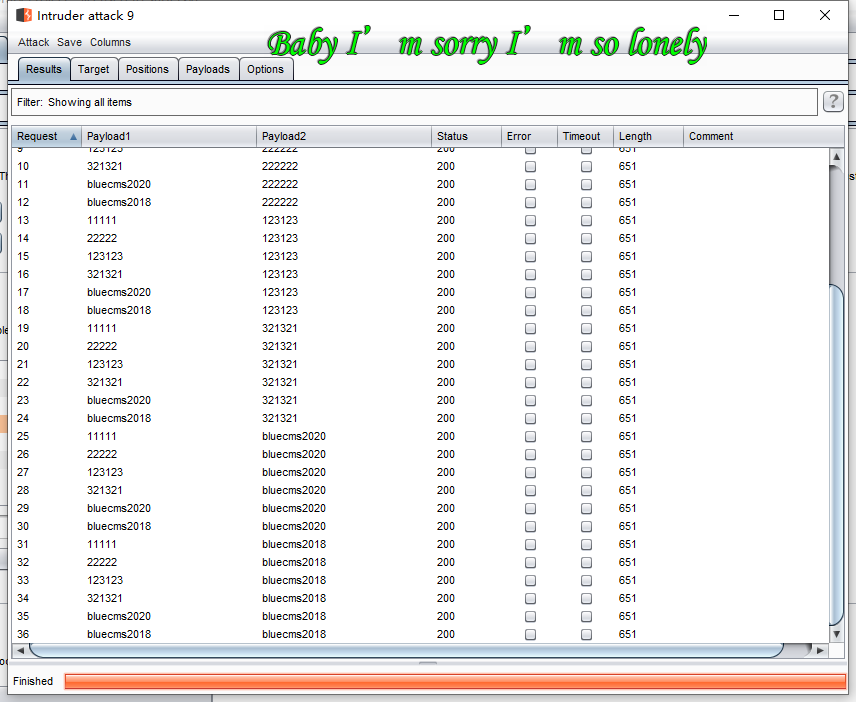 Intruder attack 9
Baby I’m sorry I’m so lonely
Attack Save Columns
Results Target Positions Payloads Options
Filter: Showing all items ?
Request Payload1 Payload2 Status Error Timeout Length Comment
9 123123 222222 200 651
10 321321 222222 200 651
11 bluecms2020 222222 200 651
12 bluecms2018 222222 200 651
13 11111 123123 200 651
14 22222 123123 200 651
15 123123 123123 200 651
16 321321 123123 200 651
17 bluecms2020 123123 200 651
18 bluecms2018 123123 200 651
19 11111 321321 200 651
20 22222 321321 200 651
21 123123 321321 200 651
22 321321 321321 200 651
23 bluecms2020 321321 200 651
24 bluecms2018 321321 200 651
25 11111 bluecms2020 200 651
26 22222 bluecms2020 200 651
27 123123 bluecms2020 200 651
28 321321 bluecms2020 200 651
29 bluecms2020 bluecms2020 200 651
30 bluecms2018 bluecms2020 200 651
31 11111 bluecms2018 200 651
32 22222 bluecms2018 200 651
33 123123 bluecms2018 200 651
34 321321 bluecms2018 200 651
35 bluecms2020 bluecms2018 200 651
36 bluecms2018 bluecms2018 200 651
Finished